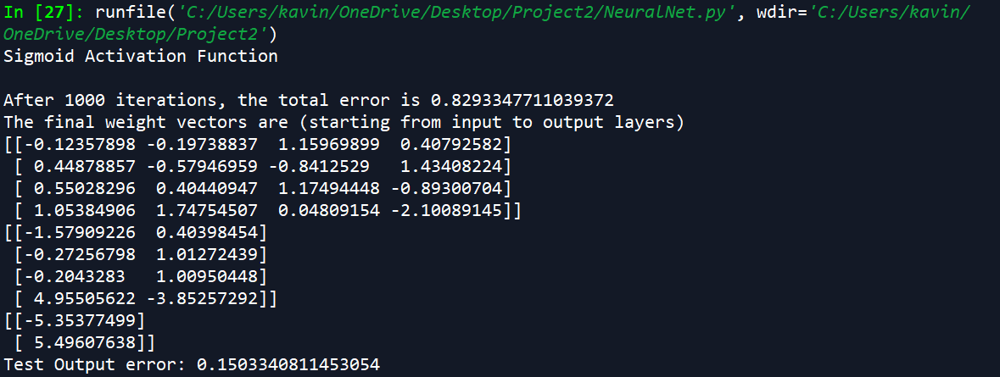 In [27]: runfile('C:/Users/kavin/OneDrive/Desktop/Project2/NeuralNet.py', wdir='C:/Users/kavin/
OneDrive/Desktop/Project2')
Sigmoid Activation Function

After 1000 iterations, the total error is 0.8293347711039372
The final weight vectors are (starting from input to output layers)
[[-0.12357898 -0.19738837  1.15969899  0.40792582]
 [ 0.44878857 -0.57946959 -0.8412529   1.43408224]
 [ 0.55028296  0.40440947  1.17494448 -0.89300704]
 [ 1.05384906  1.74754507  0.04809154 -2.10089145]]
[[-1.57909226  0.40398454]
 [-0.27256798  1.01272439]
 [-0.2043283   1.00950448]
 [ 4.95505622 -3.85257292]]
[[-5.35377499]
 [ 5.49607638]]
Test Output error: 0.1503340811453054